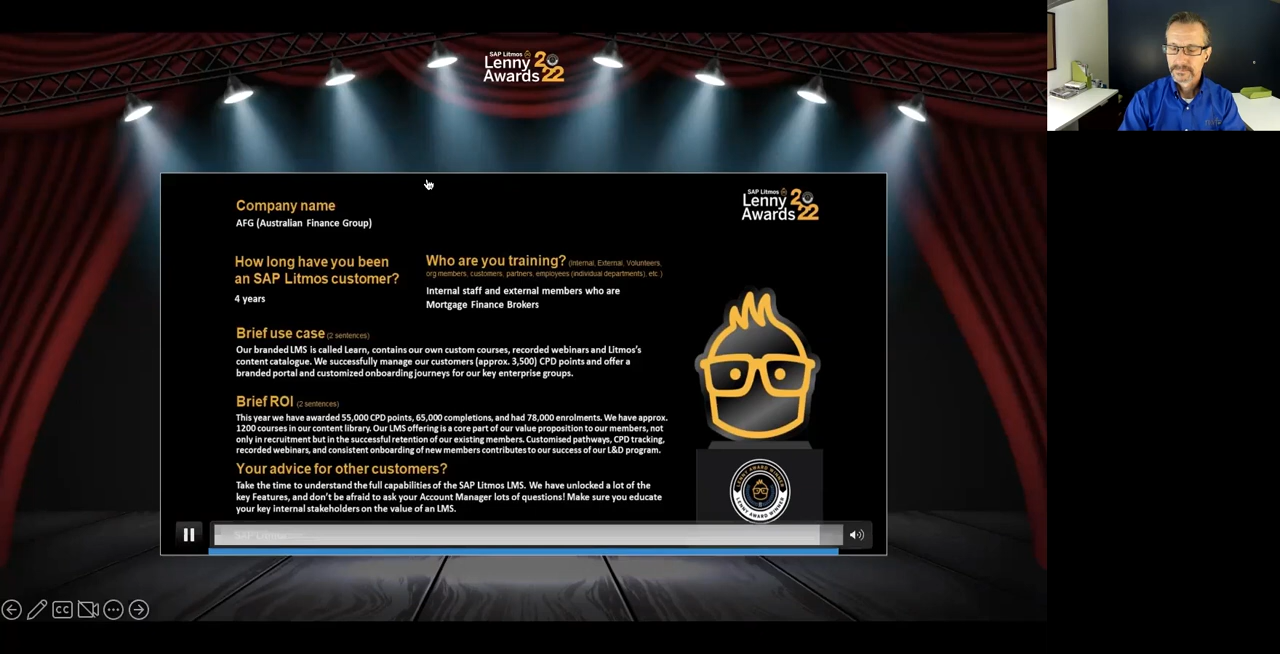 SAP Litmos
Lenny
Awards 2022
Company name
AFG (Australian Finance Group)
SAP Litmos
Lenny
Awards 2022
How long have you been
an SAP Litmos customer?
4 years
Who are you training? (Internal, External, Volunteers,
org members, customers, partners, employees (individual departments), etc.)
Internal staff and external members who are
Mortgage Finance Brokers
Brief use case (2 sentences)
Our branded LMS is called Learn, contains our own custom courses, recorded webinars and Litmos's
content catalogue. We successfully manage our customers (approx. 3,500) CPD points and offer a
branded portal and customized onboarding journeys for our key enterprise groups.
Brief ROI (2 sentences)
This year we have awarded 55,000 CPD points, 65,000 completions, and had 78,000 enrolments. We have approx.
1200 courses in our content library. Our LMS offering is a core part of our value proposition to our members, not
only in recruitment but in the successful retention of our existing members. Customised pathways, CPD tracking,
recorded webinars, and consistent onboarding of new members contributes to our success of our L&D program.
Your advice for other customers?
Take the time to understand the full capabilities of the SAP Litmos LMS. We have unlocked a lot of the
key Features, and don't be afraid to ask your Account Manager lots of questions! Make sure you educate
your key internal stakeholders on the value of an LMS.
LENNY AWARD WINNER
LENNY AWARD WINNER
SAP Litmos
CC